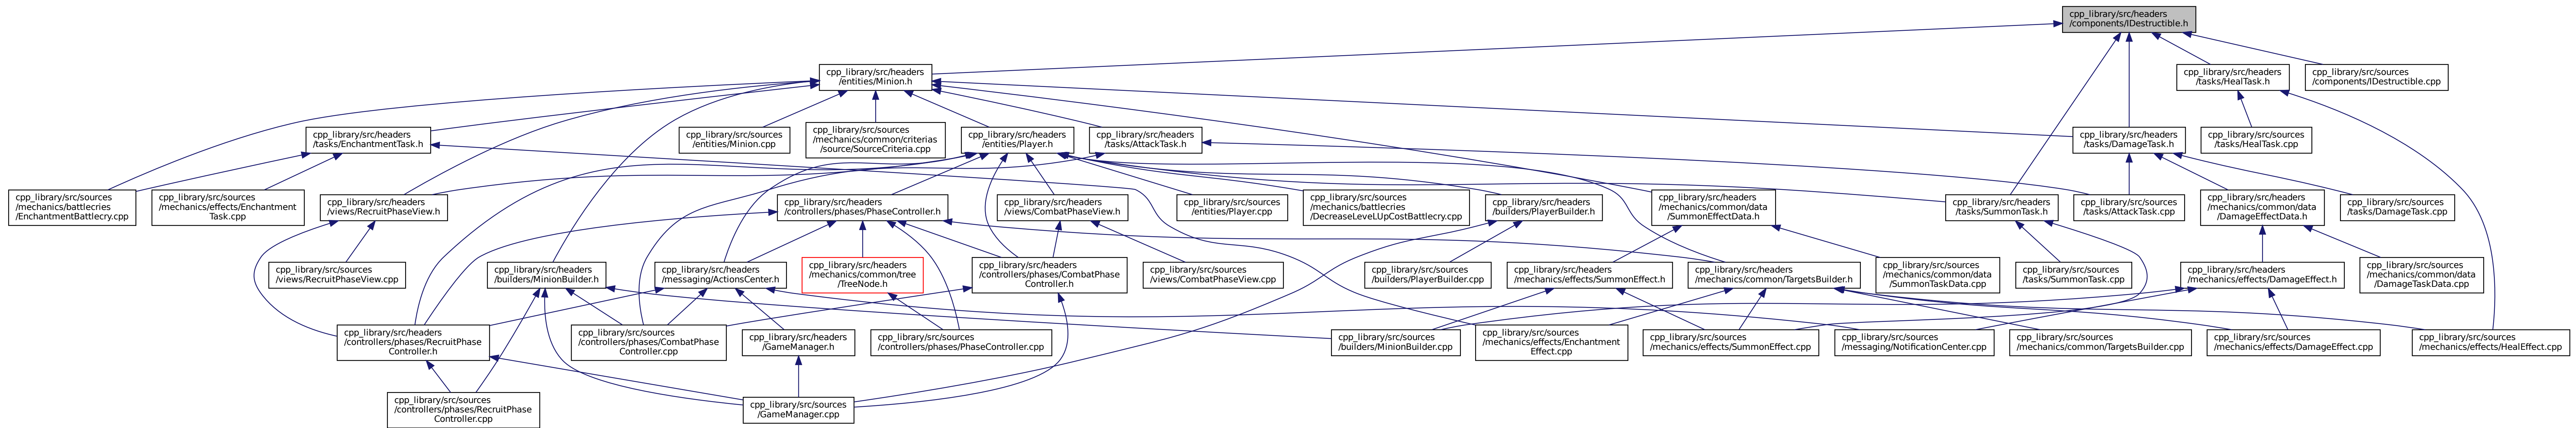 cpp_library/src/headers
/components/IDestructible.h
cpp_library/src/headers
/entities/Minion.h
cpp_library/src/headers
/tasks/HealTask.h
cpp_library/src/sources
/components/IDestructible.cpp
cpp_library/src/headers
/tasks/EnchantmentTask.h
cpp_library/src/sources
/entities/Minion.cpp
cpp_library/src/sources
/mechanics/common/criterias
/source/SourceCriteria.cpp
cpp_library/src/headers
/entities/Player.h
cpp_library/src/headers
/tasks/AttackTask.h
cpp_library/src/headers
/tasks/DamageTask.h
cpp_library/src/sources
/tasks/HealTask.cpp
cpp_library/src/sources
/mechanics/battlecries
/EnchantmentBattlecry.cpp
cpp_library/src/sources
/mechanics/effects/Enchantment
Task.cpp
cpp_library/src/headers
/views/RecruitPhaseView.h
cpp_library/src/headers
/controllers/phases/PhaseController.h
cpp_library/src/headers
/views/CombatPhaseView.h
cpp_library/src/sources
/entities/Player.cpp
cpp_library/src/sources
/mechanics/battlecries
/DecreaseLeveLUpCostBattlecry.cpp
cpp_library/src/headers
/builders/PlayerBuilder.h
cpp_library/src/headers
/mechanics/common/data
/SummonEffectData.h
cpp_library/src/headers
/tasks/SummonTask.h
cpp_library/src/sources
/tasks/AttackTask.cpp
cpp_library/src/headers
/mechanics/common/data
/DamageEffectData.h
cpp_library/src/sources
/tasks/DamageTask.cpp
cpp_library/src/sources
/views/RecruitPhaseView.cpp
cpp_library/src/headers
/builders/MinionBuilder.h
cpp_library/src/headers
/messaging/ActionsCenter.h
cpp_library/src/headers
/mechanics/common/tree
/TreeNode.h
cpp_library/src/headers
/controllers/phases/CombatPhase
Controller.h
cpp_library/src/sources
/views/CombatPhaseView.cpp
cpp_library/src/sources
/builders/PlayerBuilder.cpp
cpp_library/src/headers
/mechanics/effects/SummonEffect.h
cpp_library/src/headers
/mechanics/common/TargetsBuilder.h
cpp_library/src/sources
/mechanics/common/data
/SummonTaskData.cpp
cpp_library/src/sources
/tasks/SummonTask.cpp
cpp_library/src/headers
/mechanics/effects/DamageEffect.h
cpp_library/src/sources
/mechanics/common/data
/DamageTaskData.cpp
cpp_library/src/headers
/controllers/phases/RecruitPhase
Controller.h
cpp_library/src/sources
/controllers/phases/CombatPhase
Controller.cpp
cpp_library/src/headers
/GameManager.h
cpp_library/src/sources
/controllers/phases/PhaseController.cpp
cpp_library/src/sources
/builders/MinionBuilder.cpp
cpp_library/src/sources
/mechanics/effects/Enchantment
Effect.cpp
cpp_library/src/sources
/mechanics/effects/SummonEffect.cpp
cpp_library/src/sources
/messaging/NotificationCenter.cpp
cpp_library/src/sources
/mechanics/common/TargetsBuilder.cpp
cpp_library/src/sources
/mechanics/effects/DamageEffect.cpp
cpp_library/src/sources
/mechanics/effects/HealEffect.cpp
cpp_library/src/sources
/controllers/phases/RecruitPhase
Controller.cpp
cpp_library/src/sources
/GameManager.cpp